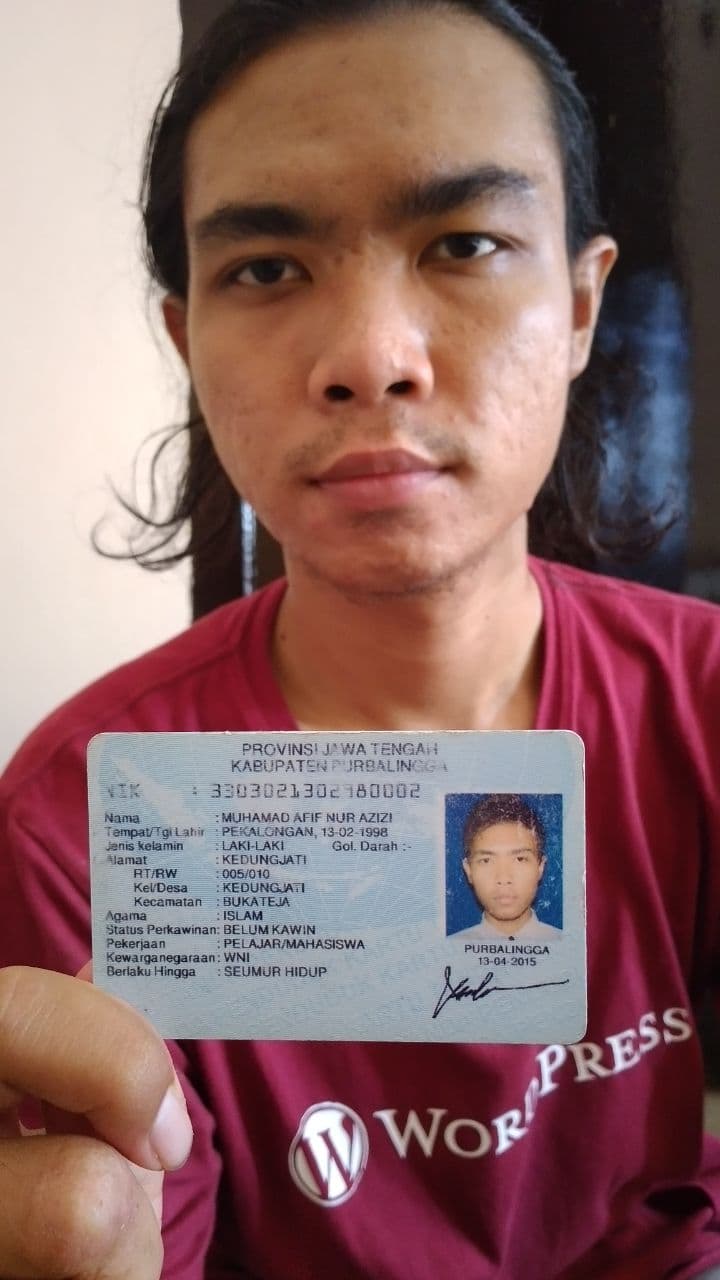 PROVINSI JAWA TENGAH
KABUPATEN PURBALINGGA
NIK : 3303021302980002
Nama : MUHAMAD AFIF NUR AZIZI
Tempat/Tgl Lahir : PEKALONGAN, 13-02-1998
Jenis kelamin : LAKI-LAKI Gol. Darah :-
Alamat : KEDUNGJATI
RT/RW : 005/010
Kel/Desa : KEDUNGJATI
Kecamatan : BUKATEJA
Agama : ISLAM
Status Perkawinan: BELUM KAWIN
Pekerjaan : PELAJAR/MAHASISWA
Kewarganegaraan: WNI
Berlaku Hingga : SEUMUR HIDUP
PURBALINGGA
13-04-2015
WORDPRESS